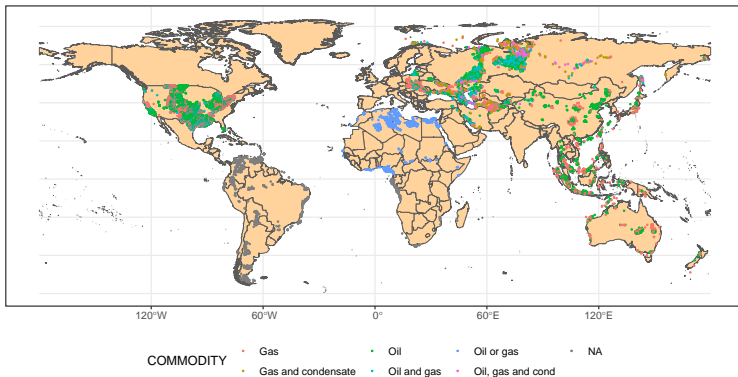 120°W 60°W 0° 60°E 120°E
COMMODITY Gas Oil Oil or gas NA
Gas and condensate Oil and gas Oil, gas and cond